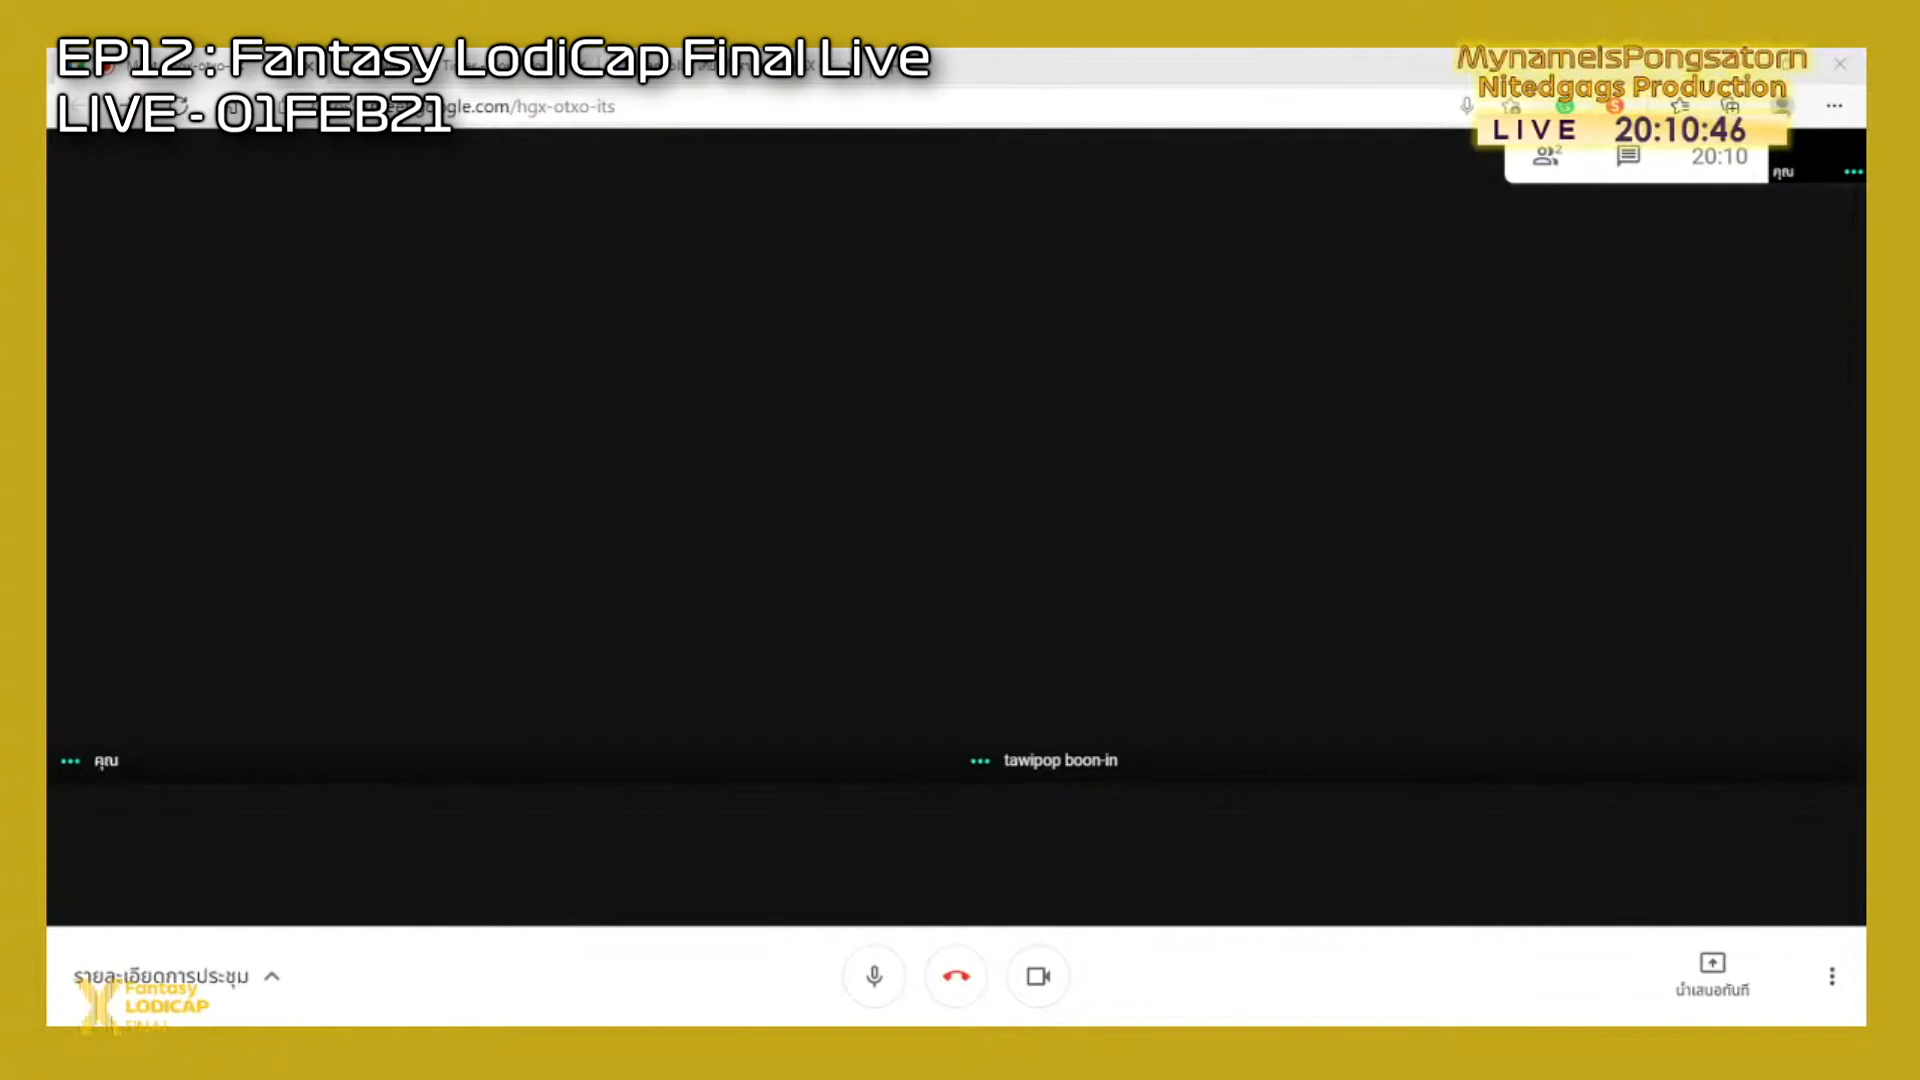 EP12 : Fantasy LodiCap Final Live
LIVE - 01FEB21
gle.com/hgx-otxo-its
MynameIsPongsatorn
Nitedgags Production
LIVE 20:10:46
2
20:10
คุณ
คุณ
tawipop boon-in
รายละเอียดการประชุม
นำเสนอทันที
Fantasy
LODICAP
FINAL